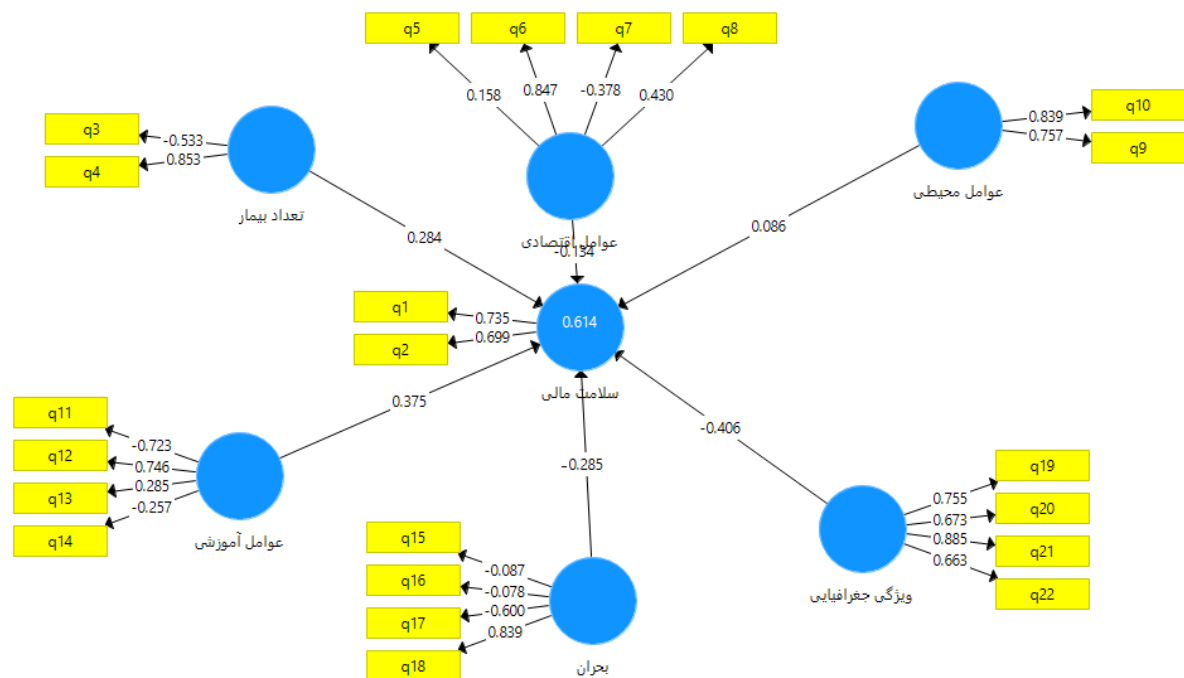 q5
q6
q7
q8
0.158
0.847
-0.378
0.430
q3
q4
-0.533
0.853
تعداد بیمار
عوامل اقتصادی
q10
q9
0.839
0.757
عوامل محیطی
0.284
-0.134
0.086
q1
q2
0.735
0.699
0.614
سلامت مالی
0.375
-0.285
-0.406
q11
q12
q13
q14
-0.723
0.746
0.285
-0.257
عوامل آموزشی
q15
q16
q17
q18
-0.087
-0.078
-0.600
0.839
بحران
q19
q20
q21
q22
0.755
0.673
0.885
0.663
ویژگی جغرافیایی